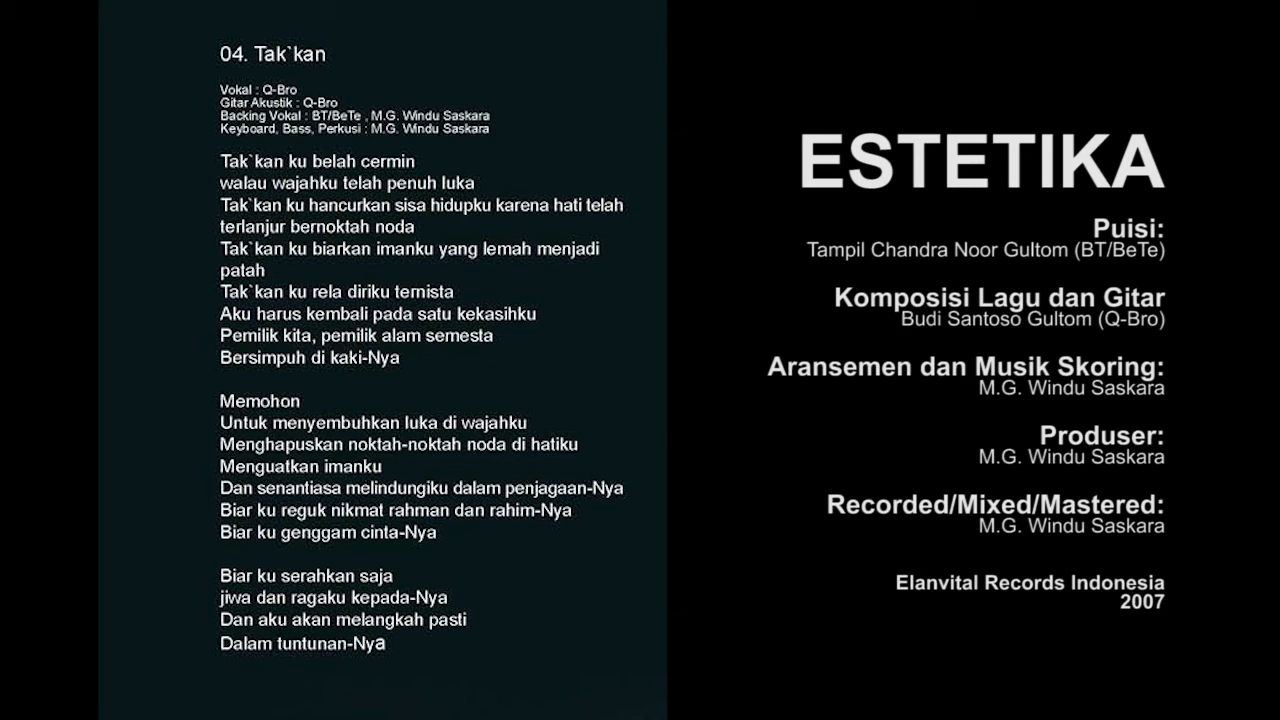 04. Tak`kan
Vokal : Q-Bro
Gitar Akustik : Q-Bro
Backing Vokal : BT/BeTe , M.G. Windu Saskara
Keyboard, Bass, Perkusi : M.G. Windu Saskara
Tak`kan ku belah cermin
walau wajahku telah penuh luka
Tak`kan ku hancurkan sisa hidupku karena hati telah
terlanjur bernoktah noda
Tak`kan ku biarkan imanku yang lemah menjadi
patah
Tak`kan ku rela diriku ternista
Aku harus kembali pada satu kekasihku
Pemilik kita, pemilik alam semesta
Bersimpuh di kaki-Nya
Memohon
Untuk menyembuhkan luka di wajahku
Menghapuskan noktah-noktah noda di hatiku
Menguatkan imanku
Dan senantiasa melindungiku dalam penjagaan-Nya
Biar ku reguk nikmat rahman dan rahim-Nya
Biar ku genggam cinta-Nya
Biar ku serahkan saja
jiwa dan ragaku kepada-Nya
Dan aku akan melangkah pasti
Dalam tuntunan-Nya
ESTETIKA
Puisi:
Tampil Chandra Noor Gultom (BT/BeTe)
Komposisi Lagu dan Gitar
Budi Santoso Gultom (Q-Bro)
Aransemen dan Musik Skoring:
M.G. Windu Saskara
Produser:
M.G. Windu Saskara
Recorded/Mixed/Mastered:
M.G. Windu Saskara
Elanvital Records Indonesia
2007